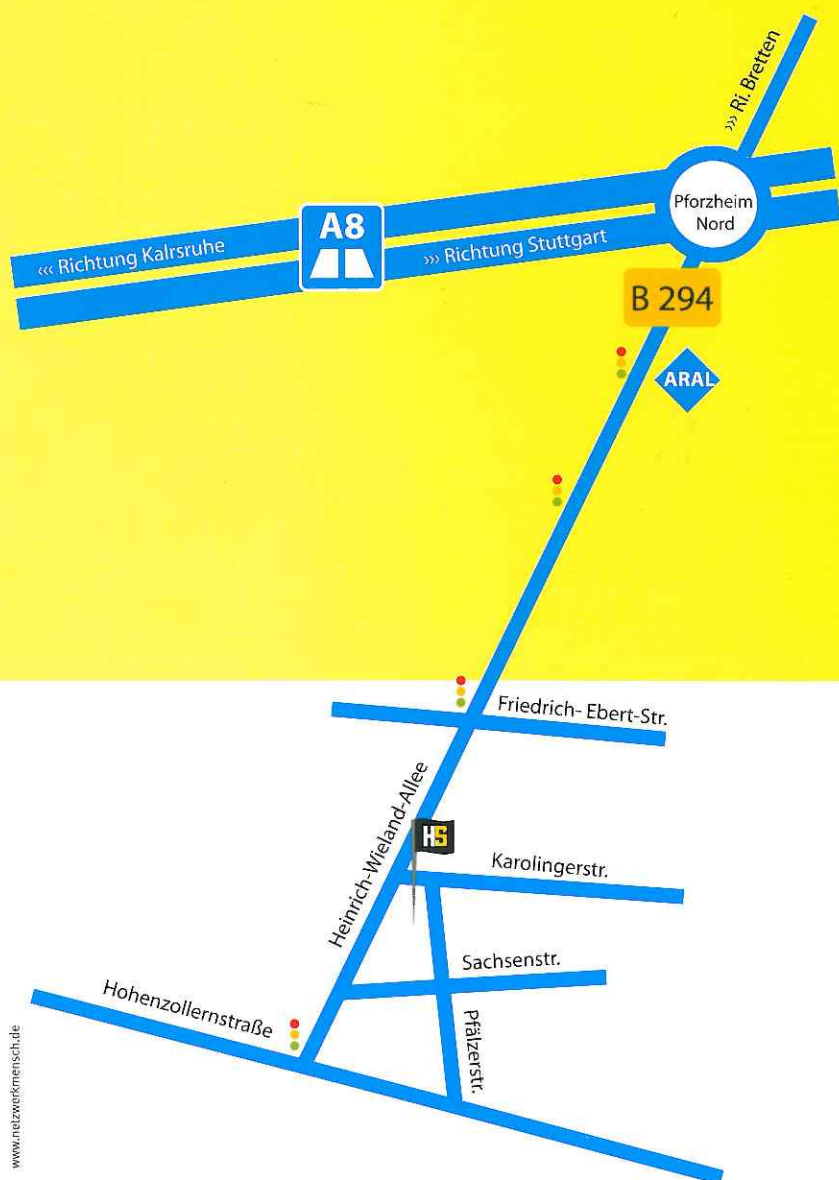 ››› Ri. Bretten
Pforzheim
Nord
A8
‹‹‹ Richtung Kalrsruhe
››› Richtung Stuttgart
B 294
ARAL
Friedrich- Ebert-Str.
Heinrich-Wieland-Allee
HS
Karolingerstr.
Sachsenstr.
Hohenzollernstraße
Pfälzerstr.
www.netzwerkmensch.de